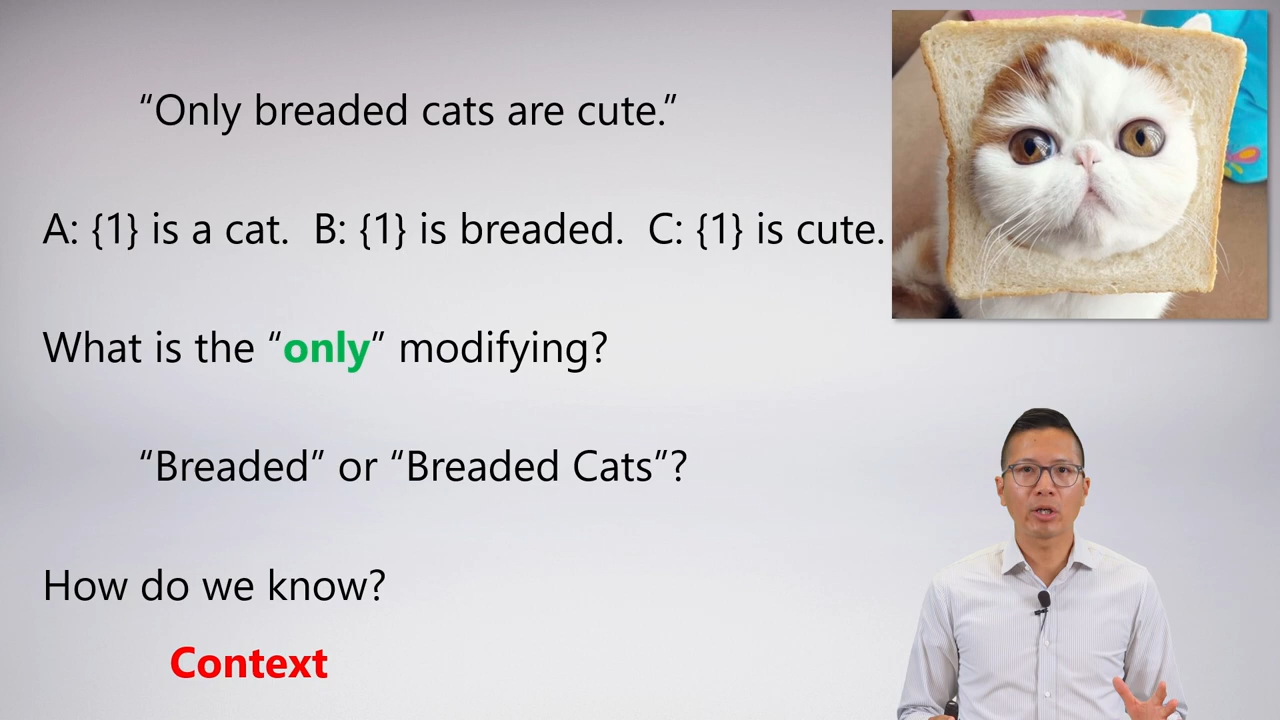 “Only breaded cats are cute.”
A: {1} is a cat.  B: {1} is breaded.  C: {1} is cute.
What is the “only” modifying?
“Breaded” or “Breaded Cats”?
How do we know?
Context